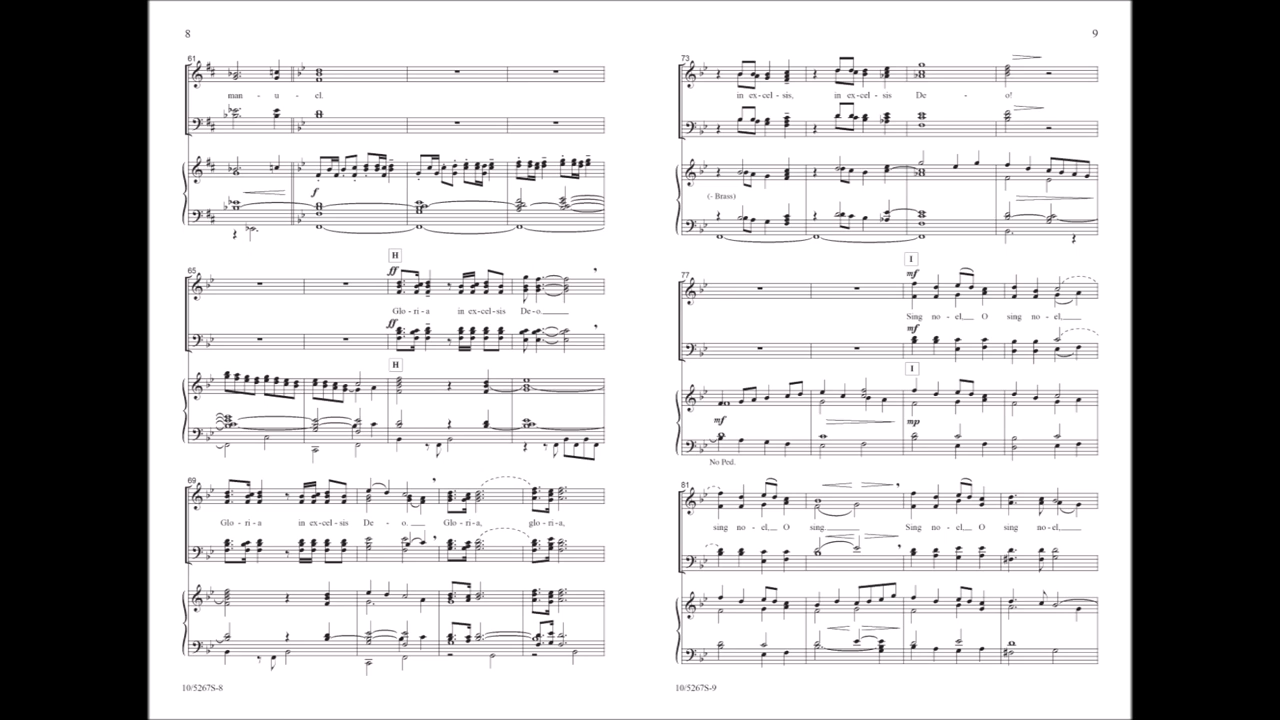 8
61
man - u - el.
f
65
H
ff
Glo - ri - a in ex-cel-sis De-o.
ff
H
69
Glo - ri - a in ex-cel-sis De - o. Glo-ria, glo-ri-a,
10/5267S-8
9
73
in ex-cel-sis, in ex-cel - sis De - o!
(- Brass)
77
I
mf
Sing no-el, O sing no-el,
mf
I
mf
mp
No Ped.
81
sing no-el, O sing Sing no-el, O sing no-el,
10/5267S-9